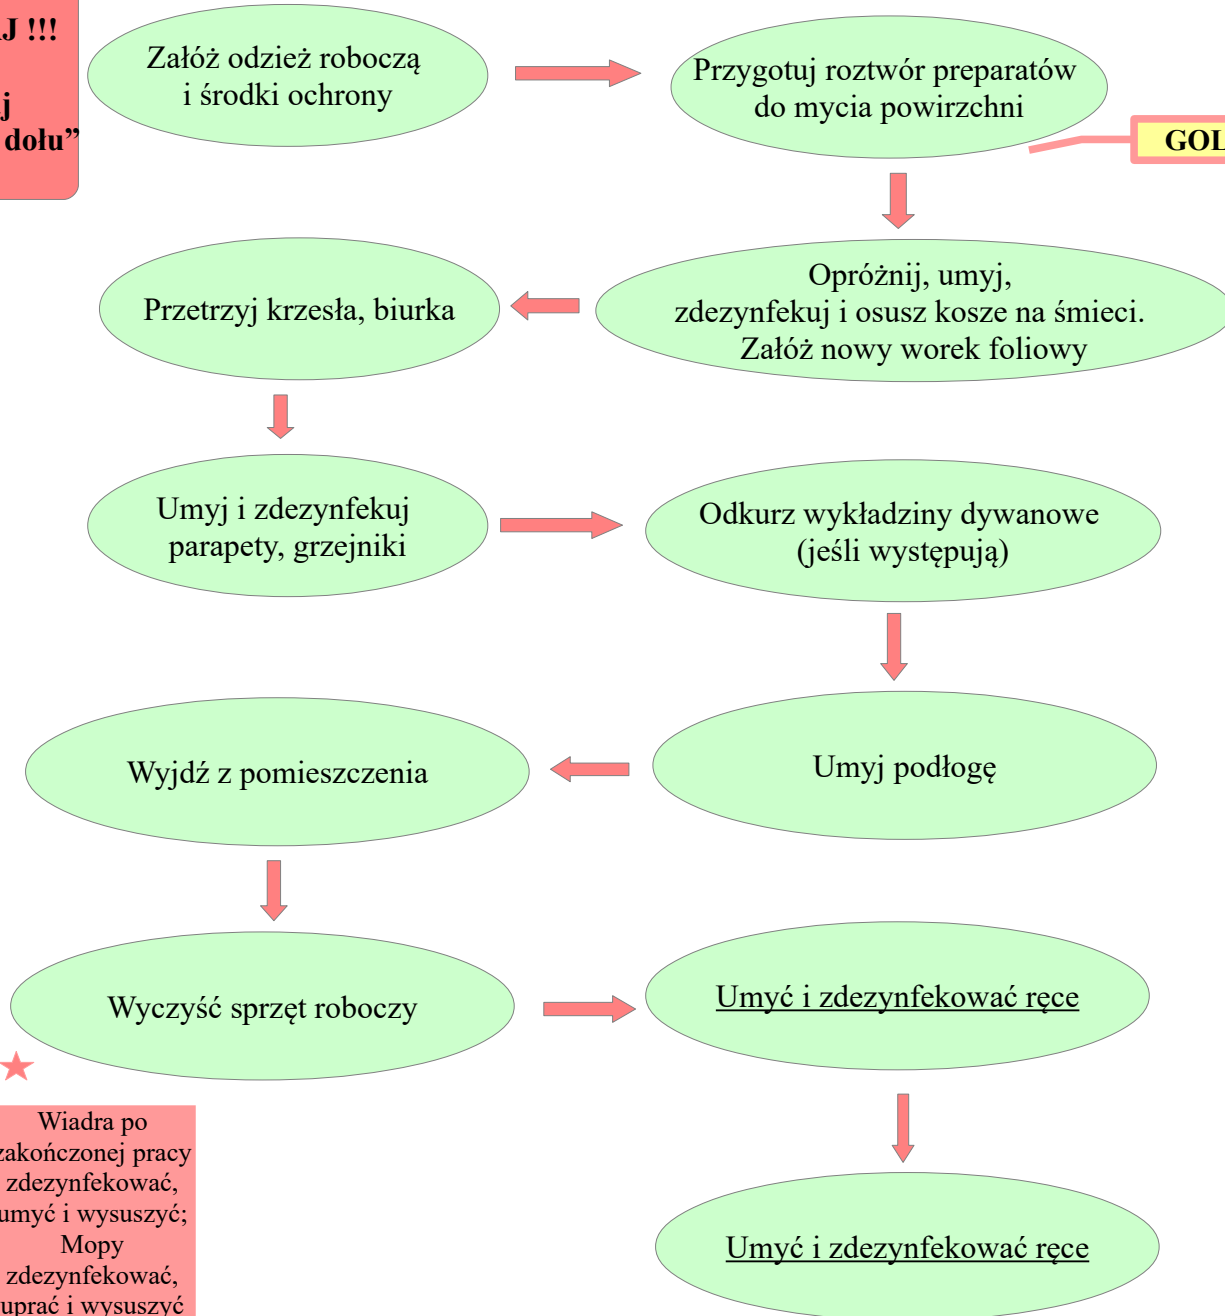 J !!!
j
dołu”
Załóż odzież roboczą
i środki ochrony
Przygotuj roztwór preparatów
do mycia powirzchni
GOL
Opróżnij, umyj,
zdezynfekuj i osusz kosze na śmieci.
Załóż nowy worek foliowy
Przetrzyj krzesła, biurka
Umyj i zdezynfekuj
parapety, grzejniki
Odkurz wykładziny dywanowe
(jeśli występują)
Umyj podłogę
Wyjdź z pomieszczenia
Wyczyść sprzęt roboczy
Umyć i zdezynfekować ręce
Wiadra po
zakończonej pracy
zdezynfekować,
umyć i wysuszyć;
Mopy
zdezynfekować,
uprać i wysuszyć
Umyć i zdezynfekować ręce